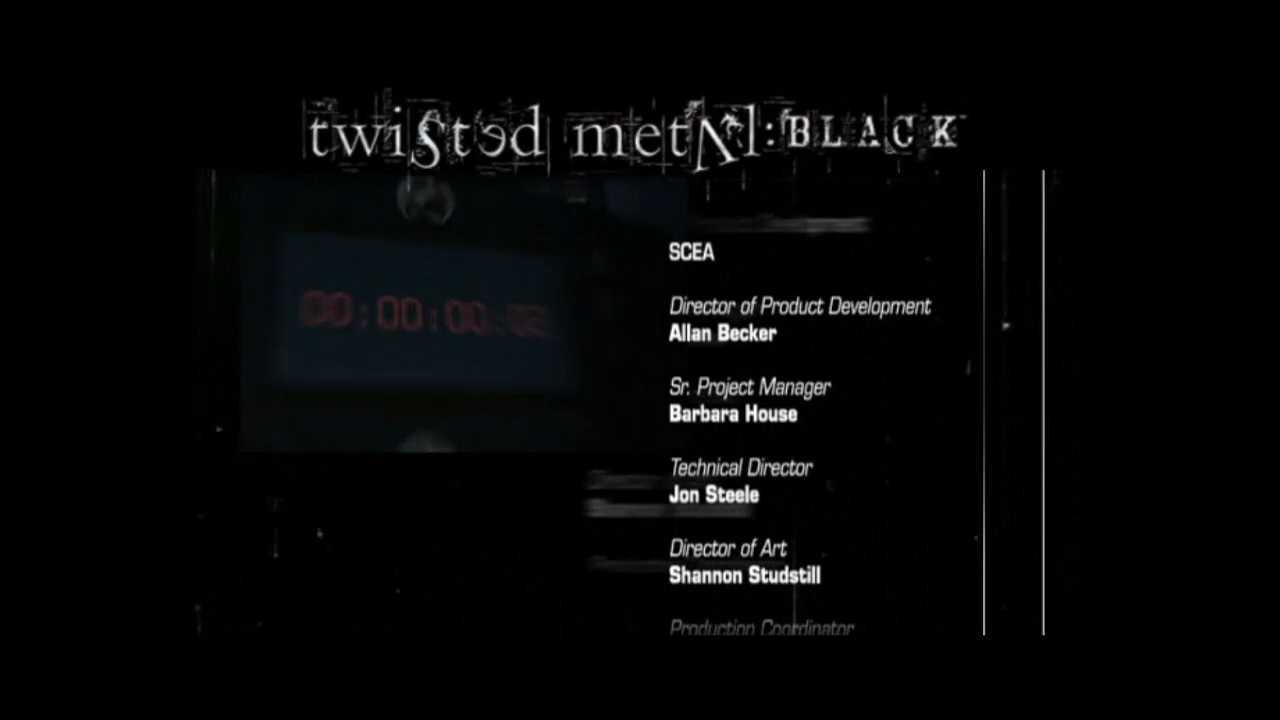 twisted metal:BLACK
SCEA
Director of Product Development
Allan Becker
Sr. Project Manager
Barbara House
Technical Director
Jon Steele
Director of Art
Shannon Studstill
Production Coordinator